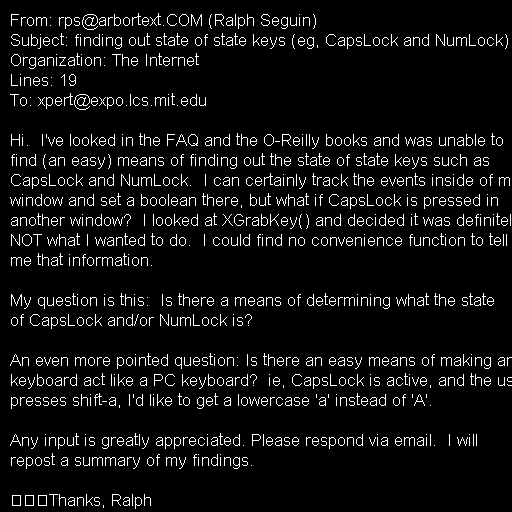 From: rps@arbortext.COM (Ralph Seguin)
Subject: finding out state of state keys (eg, CapsLock and NumLock)
Organization: The Internet
Lines: 19
To: xpert@expo.lcs.mit.edu

Hi.  I've looked in the FAQ and the O-Reilly books and was unable to
find (an easy) means of finding out the state of state keys such as
CapsLock and NumLock.  I can certainly track the events inside of m
window and set a boolean there, but what if CapsLock is pressed in
another window?  I looked at XGrabKey() and decided it was definitel
NOT what I wanted to do.  I could find no convenience function to tell
me that information.

My question is this:  Is there a means of determining what the state
of CapsLock and/or NumLock is?

An even more pointed question: Is there an easy means of making an
keyboard act like a PC keyboard?  ie, CapsLock is active, and the us
presses shift-a, I'd like to get a lowercase 'a' instead of 'A'.

Any input is greatly appreciated. Please respond via email.  I will
repost a summary of my findings.

Thanks, Ralph